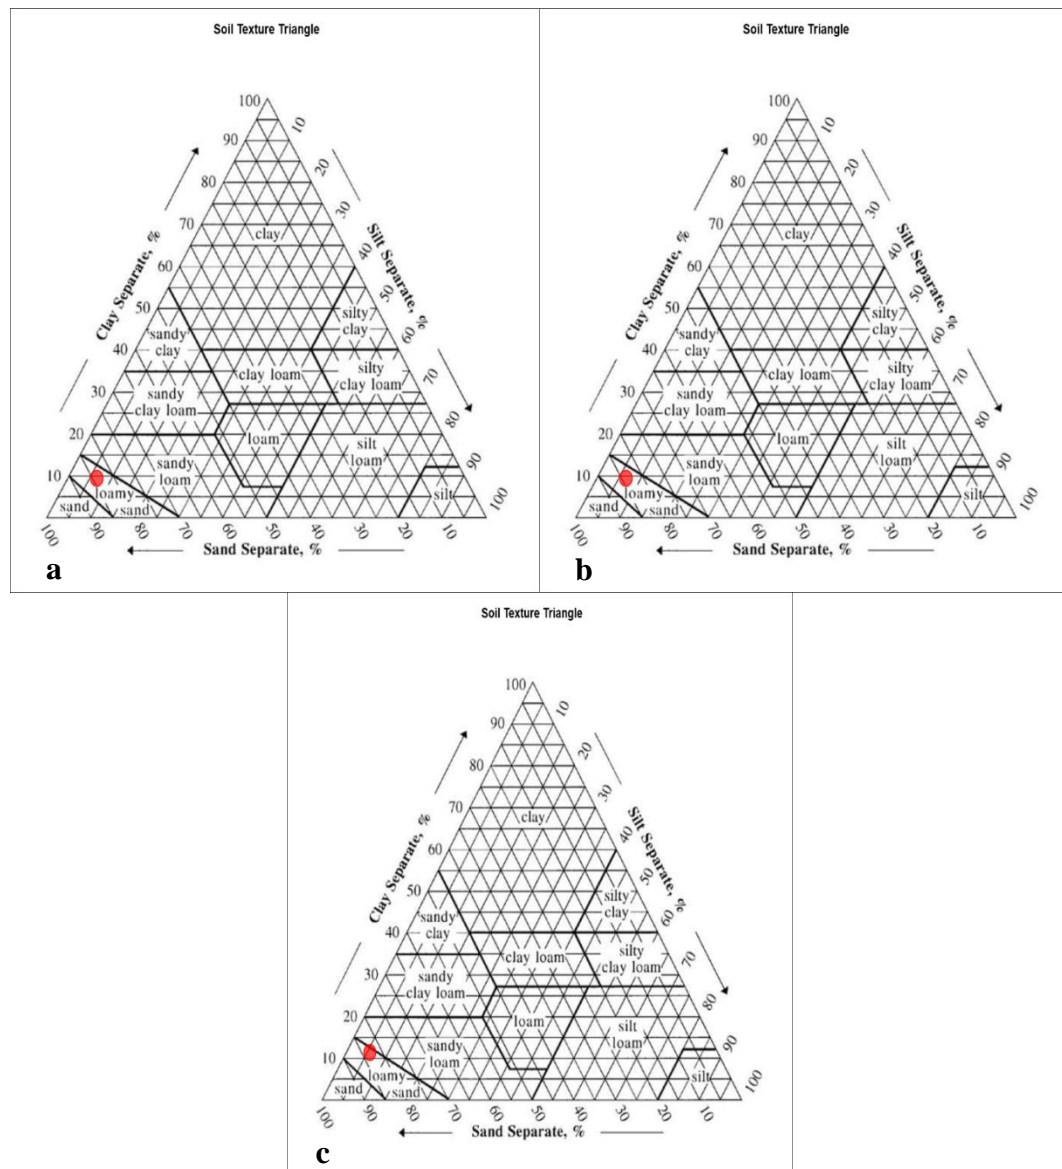 Soil Texture Triangle
100
90
80
70
60
50
40
30
20
10
Clay Separate, %
10
20
30
40
50
60
70
80
90
100
Silt Separate, %
clay
silty
clay
sandy
clay
clay loam
silty
clay loam
sandy
clay loam
loam
silt
loam
sandy
loam
silt
loamy
sand
sand
100
90
80
70
60
50
40
30
20
10
Sand Separate, %
a
Soil Texture Triangle
100
90
80
70
60
50
40
30
20
10
Clay Separate, %
10
20
30
40
50
60
70
80
90
100
Silt Separate, %
clay
silty
clay
sandy
clay
clay loam
silty
clay loam
sandy
clay loam
loam
silt
loam
sandy
loam
silt
loamy
sand
sand
100
90
80
70
60
50
40
30
20
10
Sand Separate, %
b
Soil Texture Triangle
100
90
80
70
60
50
40
30
20
10
Clay Separate, %
10
20
30
40
50
60
70
80
90
100
Silt Separate, %
clay
silty
clay
sandy
clay
clay loam
silty
clay loam
sandy
clay loam
loam
silt
loam
sandy
loam
silt
loamy
sand
sand
100
90
80
70
60
50
40
30
20
10
Sand Separate, %
c